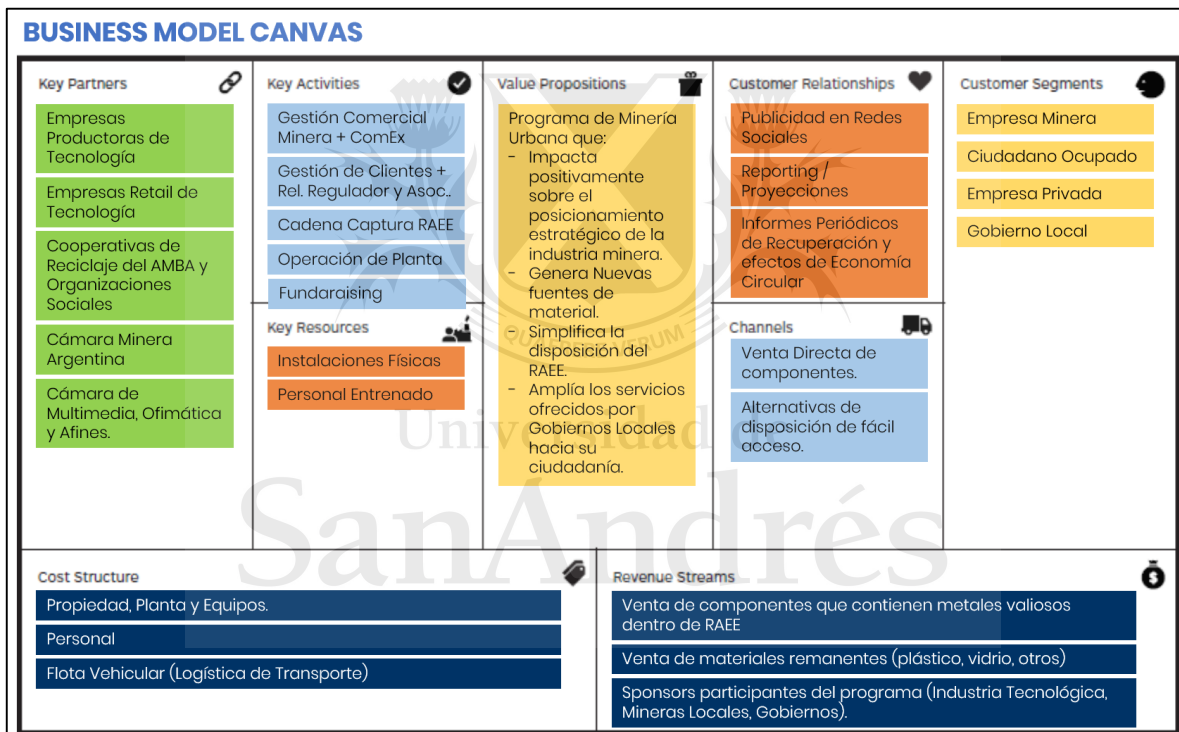 BUSINESS MODEL CANVAS
Key Partners
Empresas
Productoras de
Tecnología
Empresas Retail de
Tecnología
Cooperativas de
Reciclaje del AMBA y
Organizaciones
Sociales
Cámara Minera
Argentina
Cámara de
Multimedia, Ofimática
y Afines.
Key Activities
Gestión Comercial
Minera + ComEx
Gestión de Clientes +
Rel. Regulador y Asoc..
Cadena Captura RAEE
Operación de Planta
Fundaraising
Key Resources
Instalaciones Físicas
Personal Entrenado
Value Propositions
Programa de Minería
Urbana que:
- Impacta
positivamente
sobre el
posicionamiento
estratégico de la
industria minera.
- Genera Nuevas
fuentes de
material.
- Simplifica la
disposición del
RAEE.
- Amplía los servicios
ofrecidos por
Gobiernos Locales
hacia su
ciudadanía.
Customer Relationships
Publicidad en Redes
Sociales
Reporting /
Proyecciones
Informes Periódicos
de Recuperación y
efectos de Economía
Circular
Channels
Venta Directa de
componentes.
Alternativas de
disposición de fácil
acceso.
Customer Segments
Empresa Minera
Ciudadano Ocupado
Empresa Privada
Gobierno Local
Cost Structure
Propiedad, Planta y Equipos.
Personal
Flota Vehicular (Logística de Transporte)
Revenue Streams
Venta de componentes que contienen metales valiosos
dentro de RAEE
Venta de materiales remanentes (plástico, vidrio, otros)
Sponsors participantes del programa (Industria Tecnológica,
Mineras Locales, Gobiernos).
Universidad de
SanAndrés